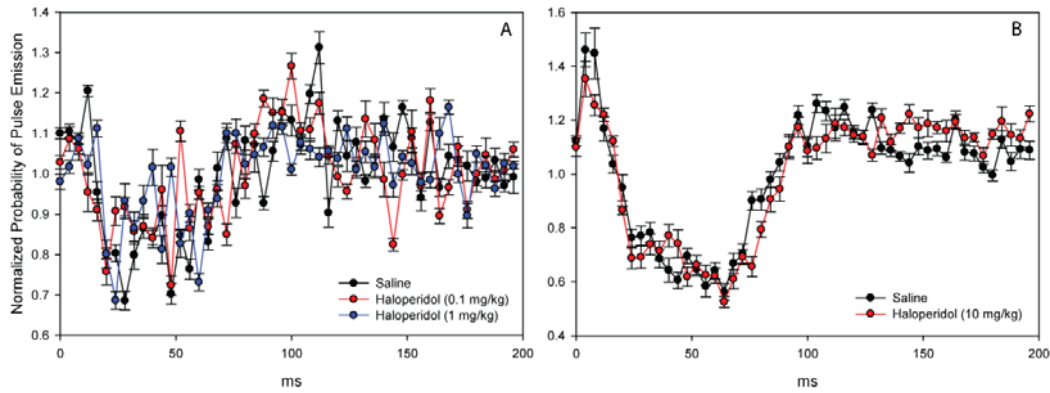 Normalized Probability of Pulse Emission
1.4
1.3
1.2
1.1
1.0
0.9
0.8
0.7
0.6
A
Saline
Haloperidol (0.1 mg/kg)
Haloperidol (1 mg/kg)
0
50
100
150
200
ms
1.6
1.4
1.2
1.0
0.8
0.6
0.4
B
Saline
Haloperidol (10 mg/kg)
0
50
100
150
200
ms